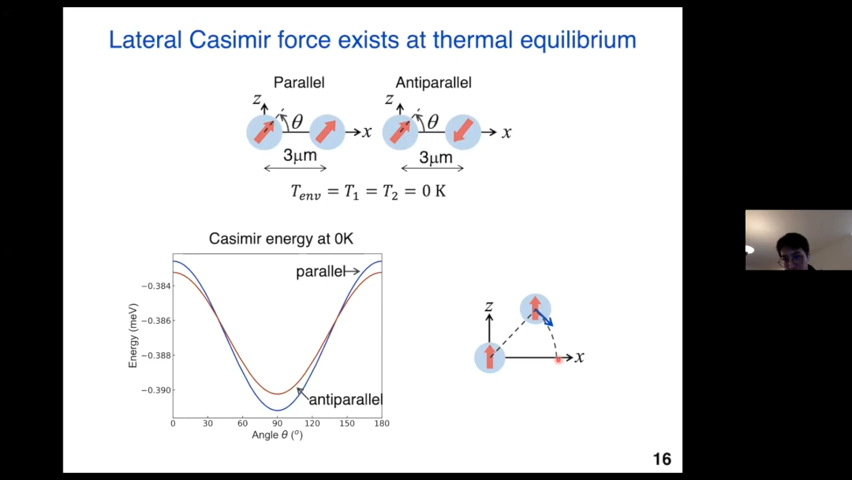 Lateral Casimir force exists at thermal equilibrium
Parallel
Antiparallel
z
θ
x
3μm
z
θ
x
3μm
T_env = T_1 = T_2 = 0 K
Casimir energy at 0K
parallel
antiparallel
Energy (meV)
−0.384
−0.386
−0.388
−0.390
0 30 60 90 120 150 180
Angle θ (°)
z
x
16